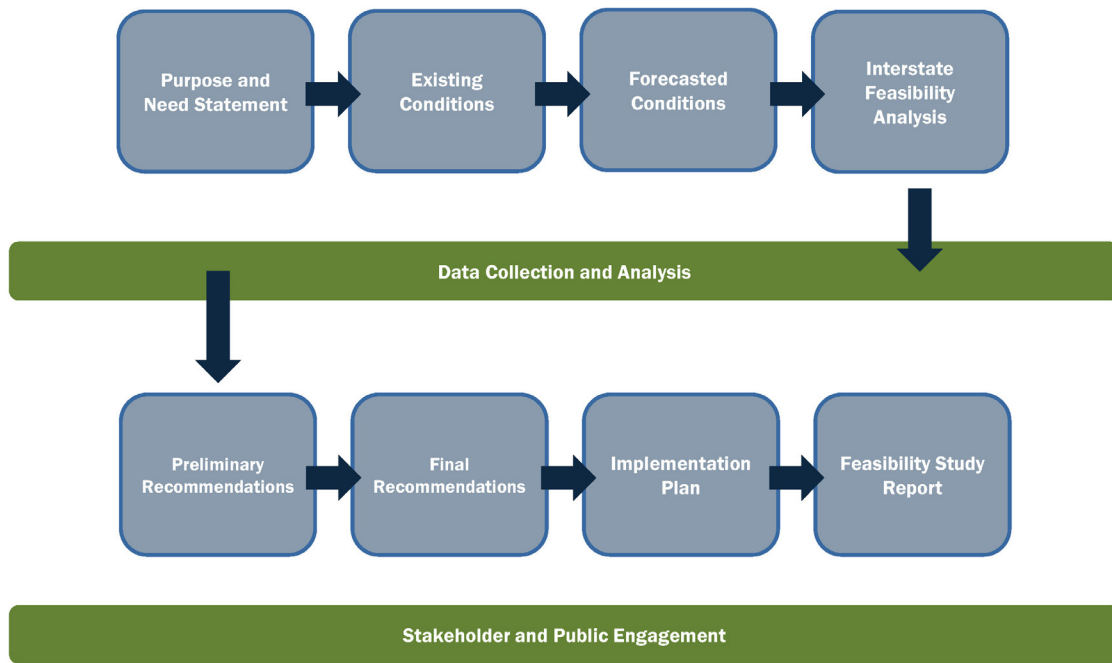 Purpose and
Need Statement
Existing
Conditions
Forecasted
Conditions
Interstate
Feasibility
Analysis
Data Collection and Analysis
Preliminary
Recommendations
Final
Recommendations
Implementation
Plan
Feasibility Study
Report
Stakeholder and Public Engagement